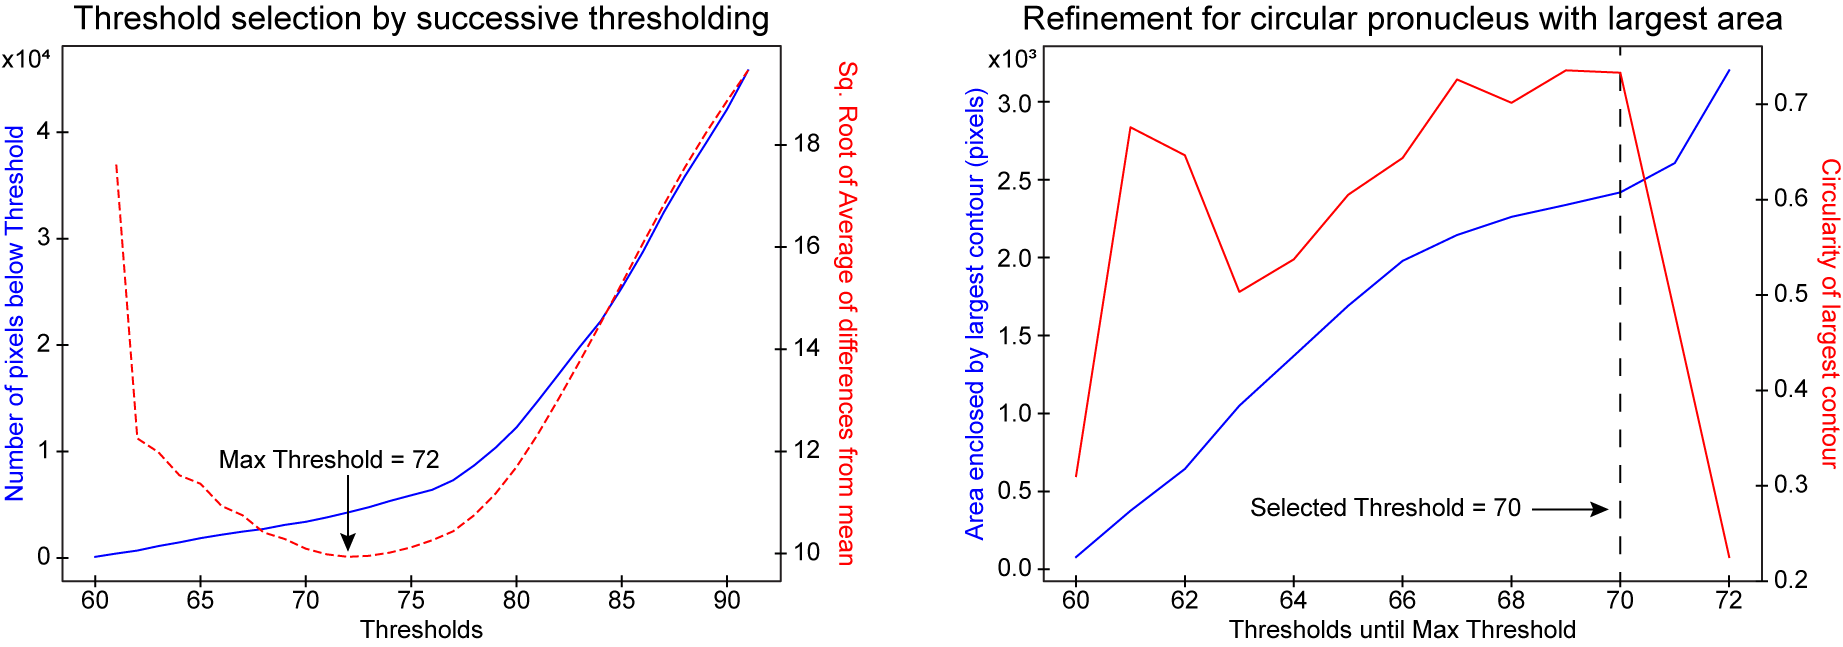 Threshold selection by successive thresholding
x10⁴
Number of pixels below Threshold
4
3
2
1
0
Max Threshold = 72
18
16
14
12
10
Sq. Root of Average of differences from mean
60 65 70 75 80 85 90
Thresholds
Refinement for circular pronucleus with largest area
x10³
Area enclosed by largest contour (pixels)
3.0
2.5
2.0
1.5
1.0
0.5
0.0
Selected Threshold = 70
0.7
0.6
0.5
0.4
0.3
0.2
Circularity of largest contour
60 62 64 66 68 70 72
Thresholds until Max Threshold